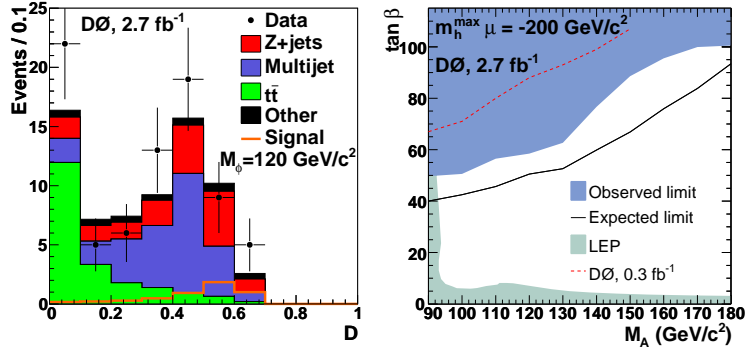 Events / 0.1
25
20
15
10
5
0
DØ, 2.7 fb⁻¹
Data
Z+jets
Multijet
tt̄
Other
Signal
M_ϕ=120 GeV/c²
0 0.2 0.4 0.6 0.8 1
D
tan β
100
80
60
40
20
0
m_h^max μ = -200 GeV/c²
DØ, 2.7 fb⁻¹
Observed limit
Expected limit
LEP
DØ, 0.3 fb⁻¹
90 100 110 120 130 140 150 160 170 180
M_A (GeV/c²)